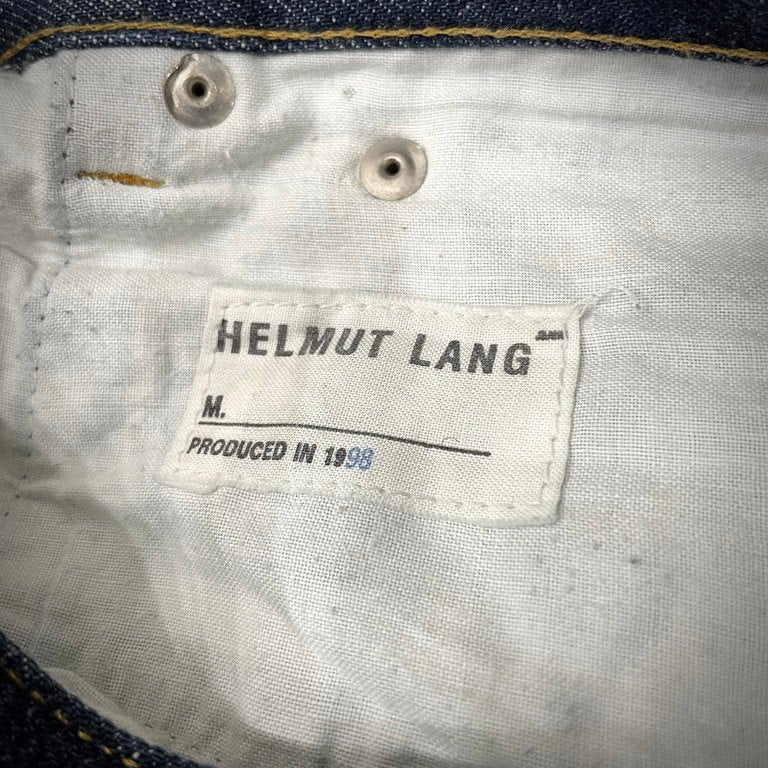 HELMUT LANG
M.
PRODUCED IN 1998